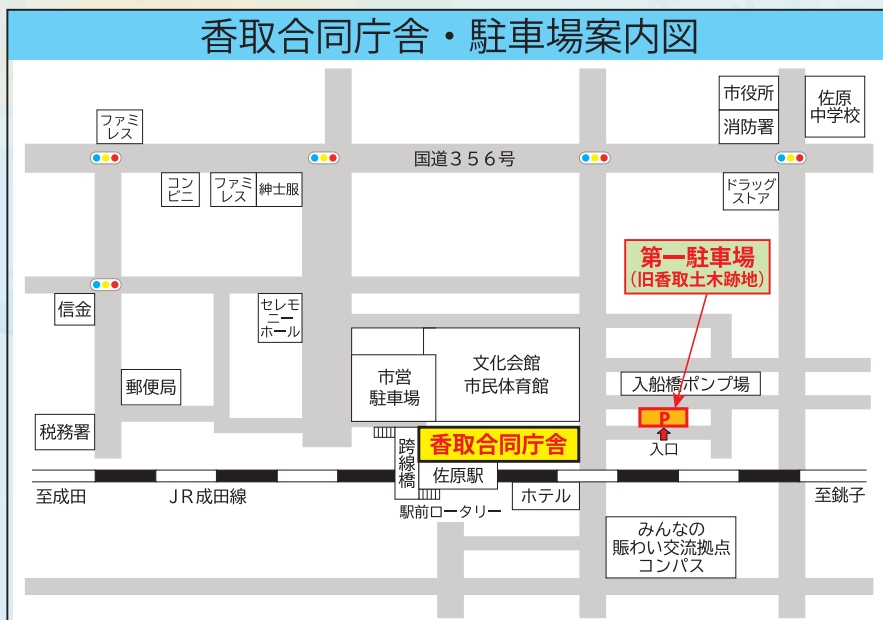 香取合同庁舎・駐車場案内図
市役所
消防署
佐原
中学校
ファミ
レス
国道356号
コン
ビニ
ファミ
レス
紳士服
ドラッグ
ストア
第一駐車場
(旧香取土木跡地)
信金
セレモ
ニー
ホール
文化会館
市民体育館
市営
駐車場
郵便局
入船橋ポンプ場
P
入口
税務署
跨線橋
香取合同庁舎
佐原駅
至成田
JR成田線
ホテル
至銚子
駅前ロータリー
みんなの
賑わい交流拠点
コンパス